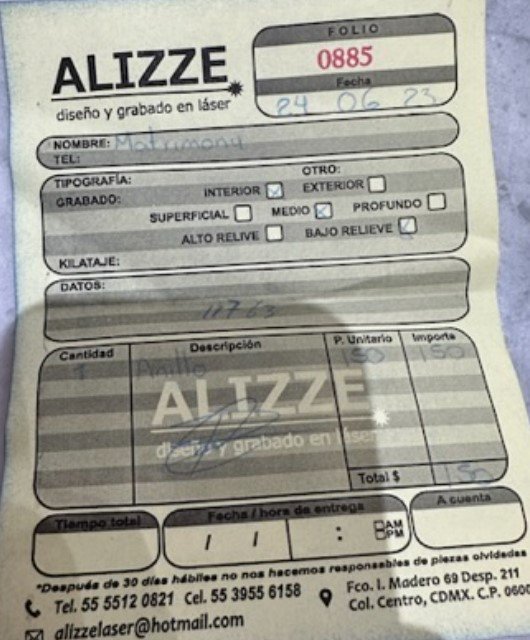 FOLIO
0885
ALIZZE
diseño y grabado en láser
Fecha
24 06 23
NOMBRE: Matrimony
TEL:
TIPOGRAFÍA: OTRO:
GRABADO: INTERIOR EXTERIOR
SUPERFICIAL MEDIO PROFUNDO
ALTO RELIVE BAJO RELIEVE
KILATAJE:
DATOS:
11763
Cantidad Descripción P. Unitario Importe
1 Anillo 150 150
ALIZZE
diseño y grabado en láser
Total $ 150
Tiempo total Fecha / hora de entrega A cuenta
/ / : AM
PM
*Después de 30 días hábiles no nos hacemos responsables de piezas olvidadas
Tel. 55 5512 0821 Cel. 55 3955 6158 Fco. I. Madero 69 Desp. 211
alizzelaser@hotmail.com Col. Centro, CDMX. C.P. 0600